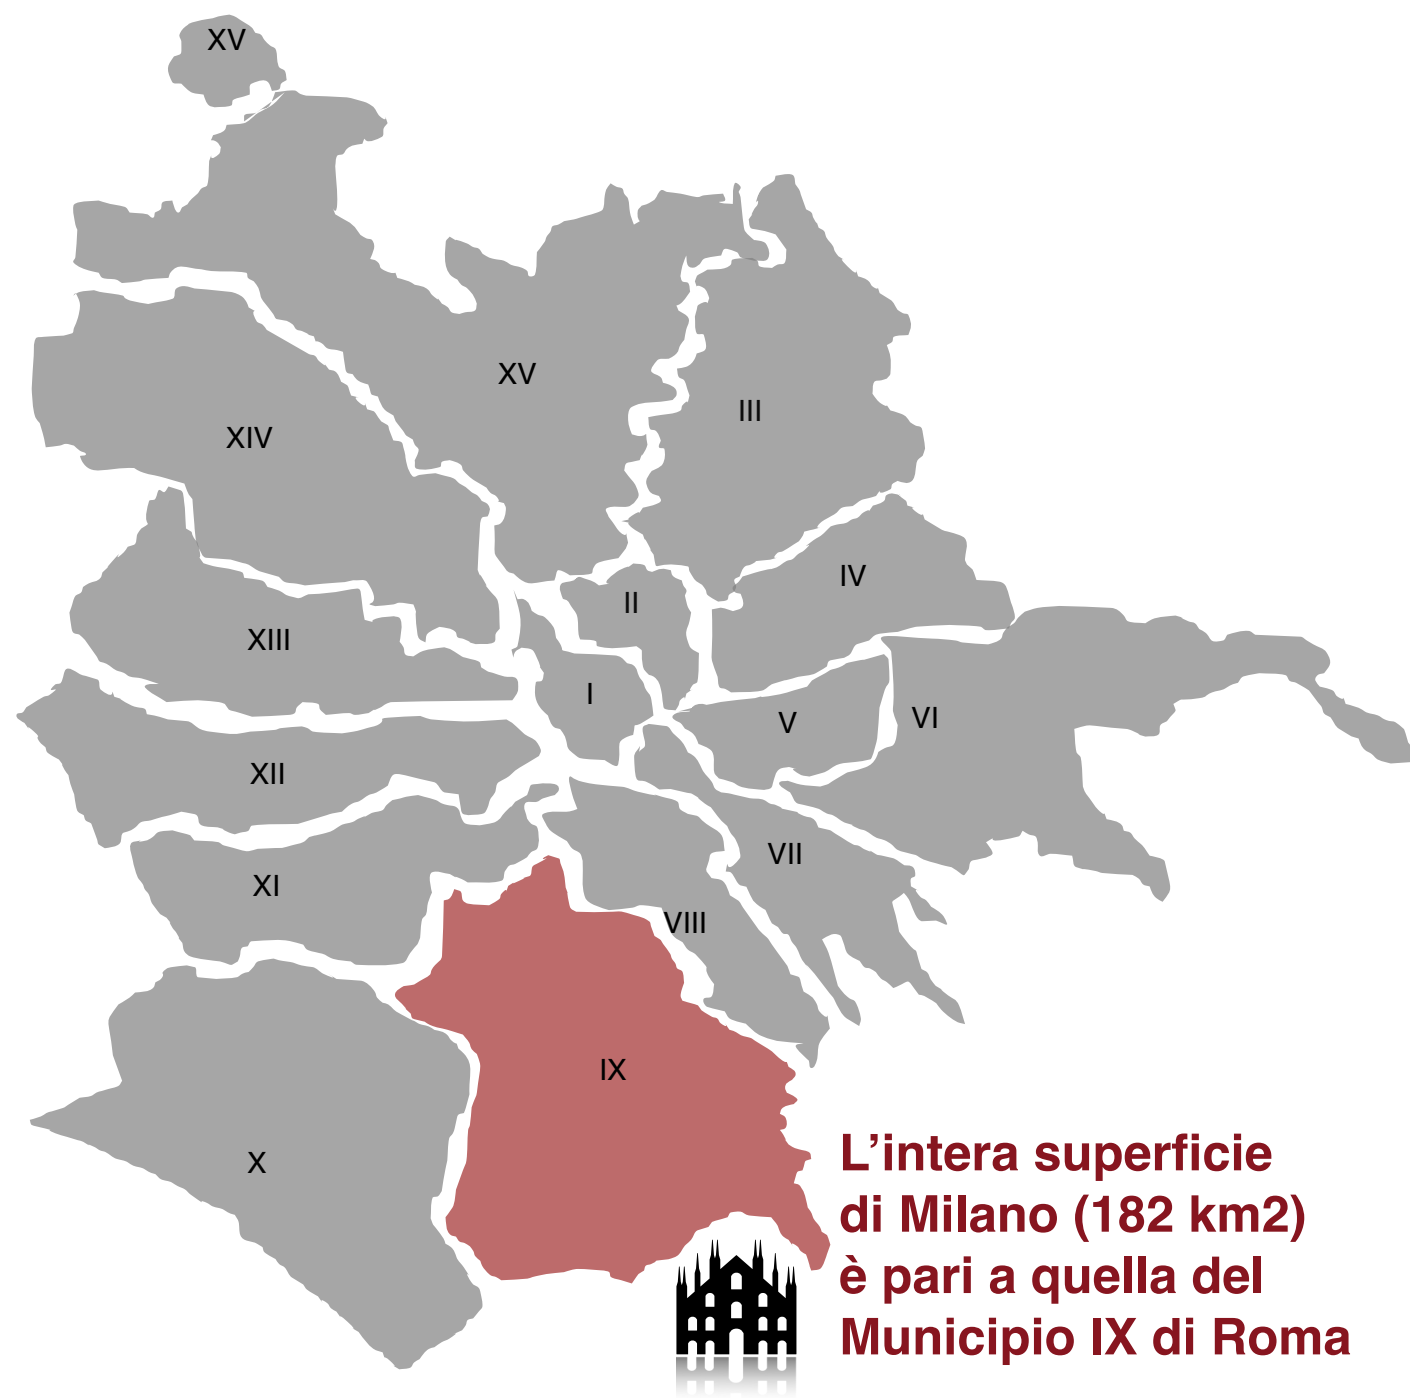 XV
XV
III
XIV
IV
II
XIII
I
V
VI
XII
VII
XI
VIII
IX
X
L’intera superficie
di Milano (182 km2)
è pari a quella del
Municipio IX di Roma